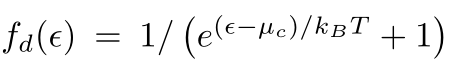 $f_d(\epsilon) \; = \; 1/\left(e^{(\epsilon-\mu_c)/k_B T}+1\right)$